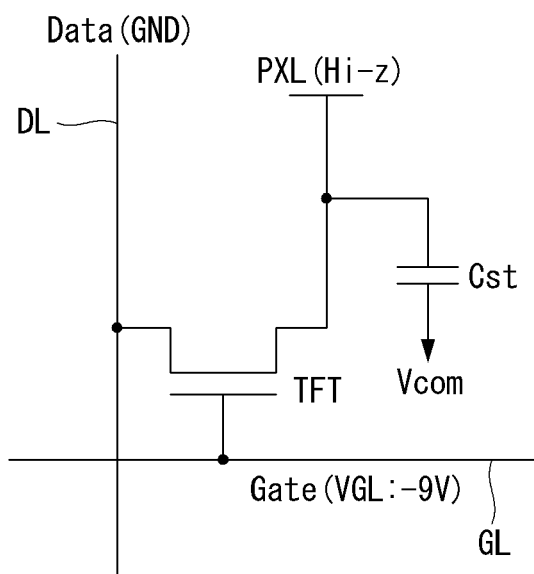 Data(GND)
PXL(Hi-z)
DL
Cst
Vcom
TFT
Gate(VGL:-9V)
GL